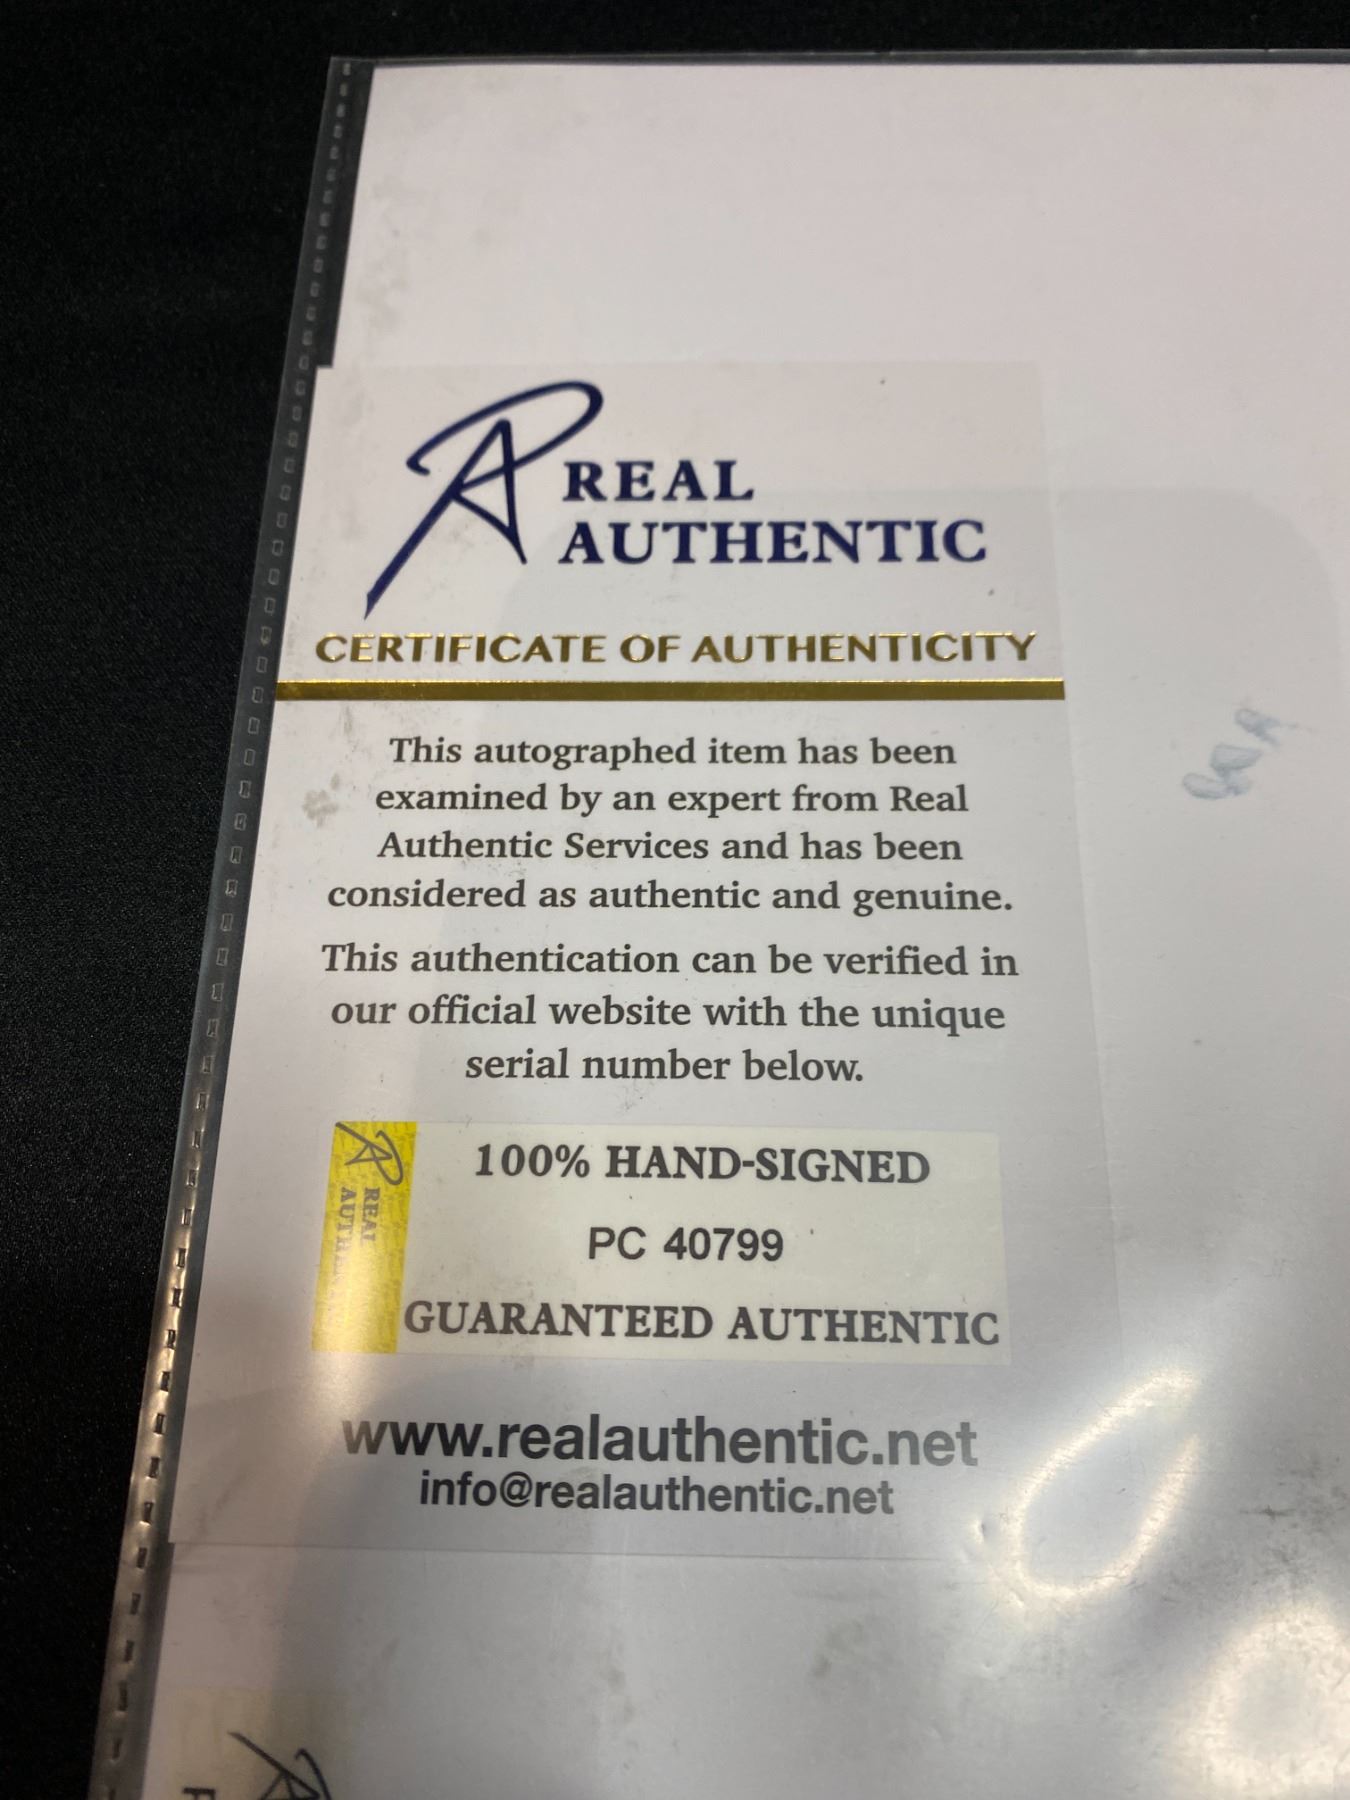 REAL
AUTHENTIC
CERTIFICATE OF AUTHENTICITY
This autographed item has been
examined by an expert from Real
Authentic Services and has been
considered as authentic and genuine.
This authentication can be verified in
our official website with the unique
serial number below.
REAL
100% HAND-SIGNED
PC 40799
GUARANTEED AUTHENTIC
www.realauthentic.net
info@realauthentic.net